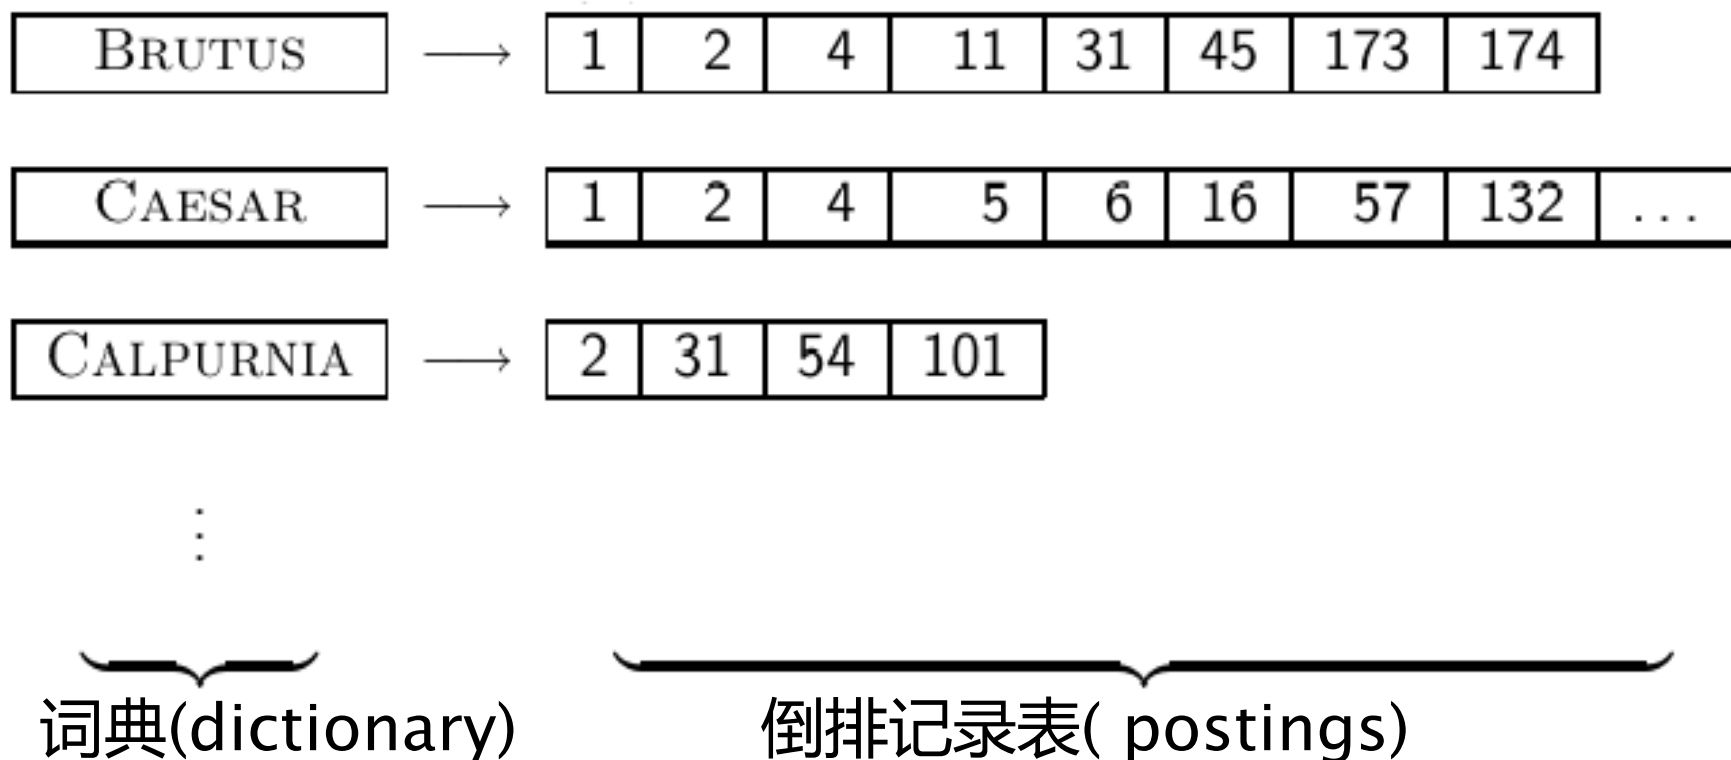 BRUTUS → 1 2 4 11 31 45 173 174
CAESAR → 1 2 4 5 6 16 57 132 ...
CALPURNIA → 2 31 54 101
⋮
词典(dictionary) 倒排记录表( postings)